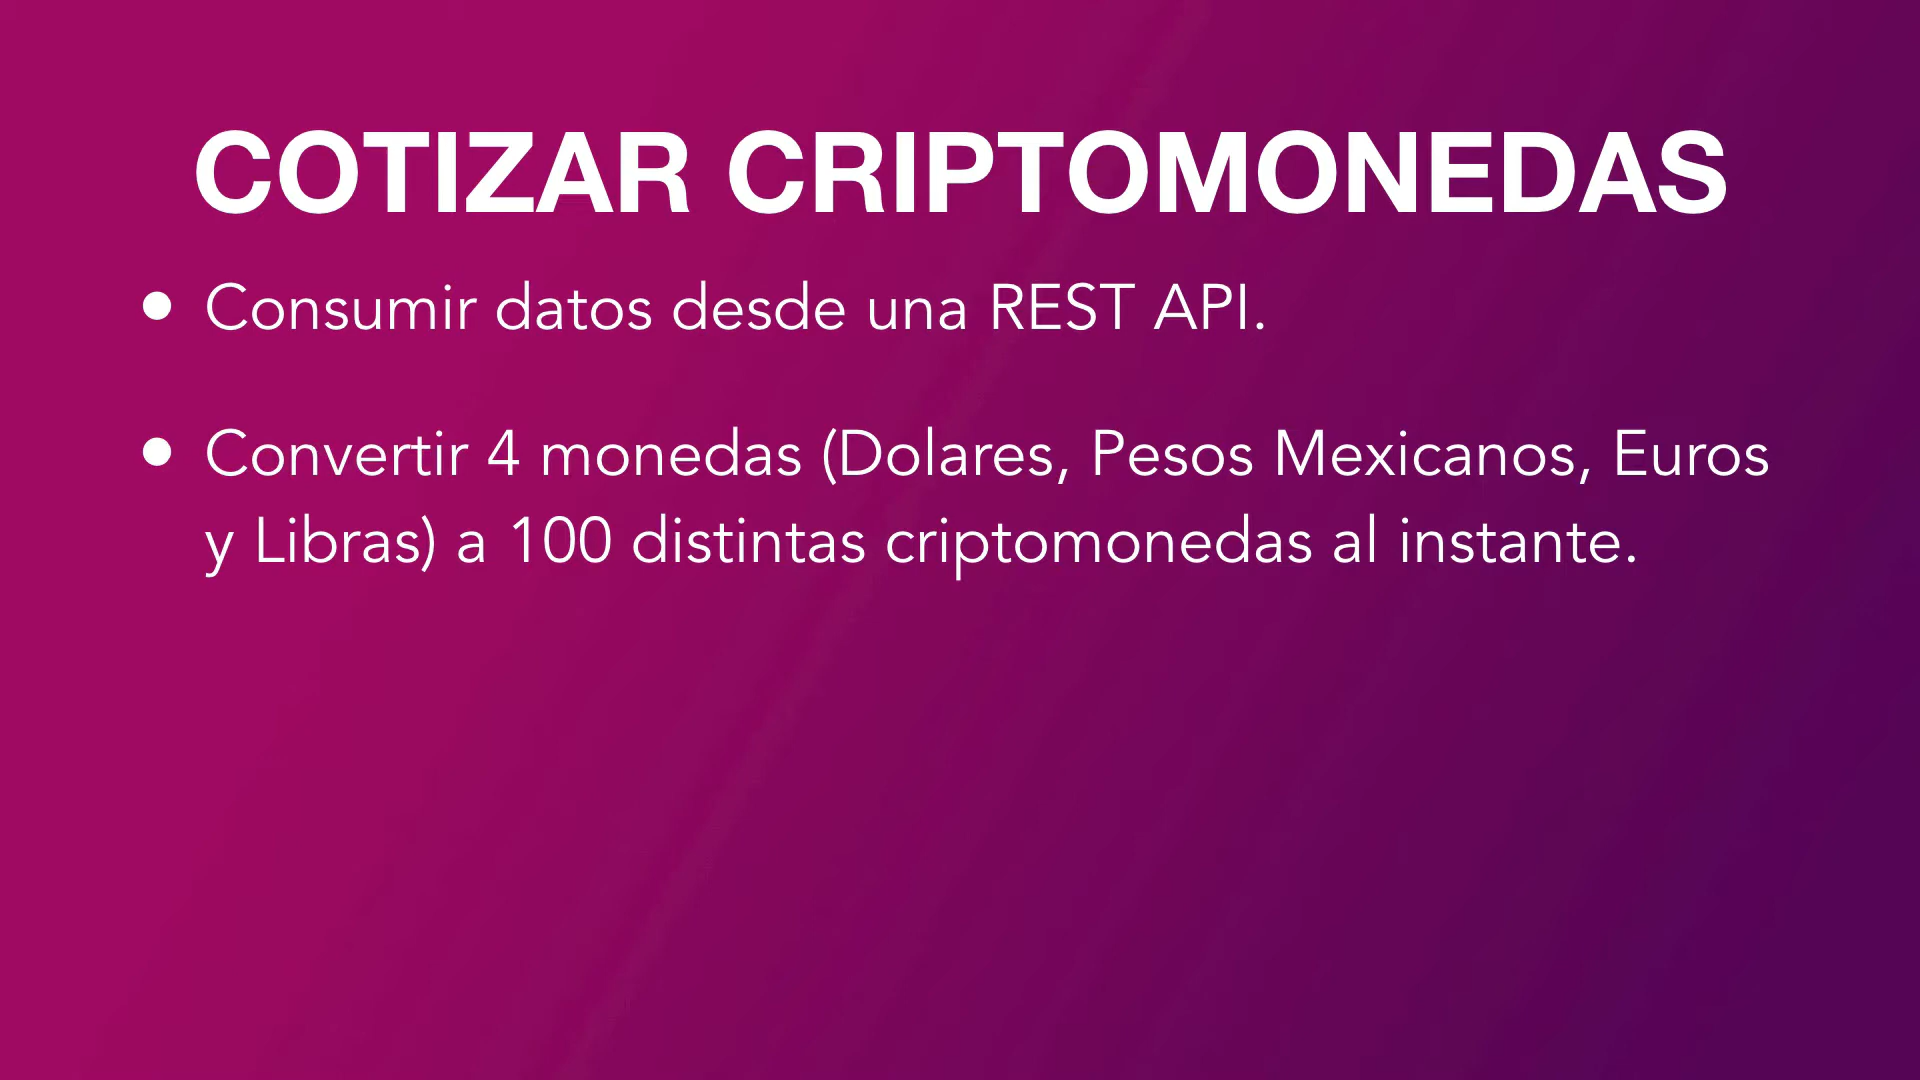 COTIZAR CRIPTOMONEDAS
• Consumir datos desde una REST API.
• Convertir 4 monedas (Dolares, Pesos Mexicanos, Euros
y Libras) a 100 distintas criptomonedas al instante.